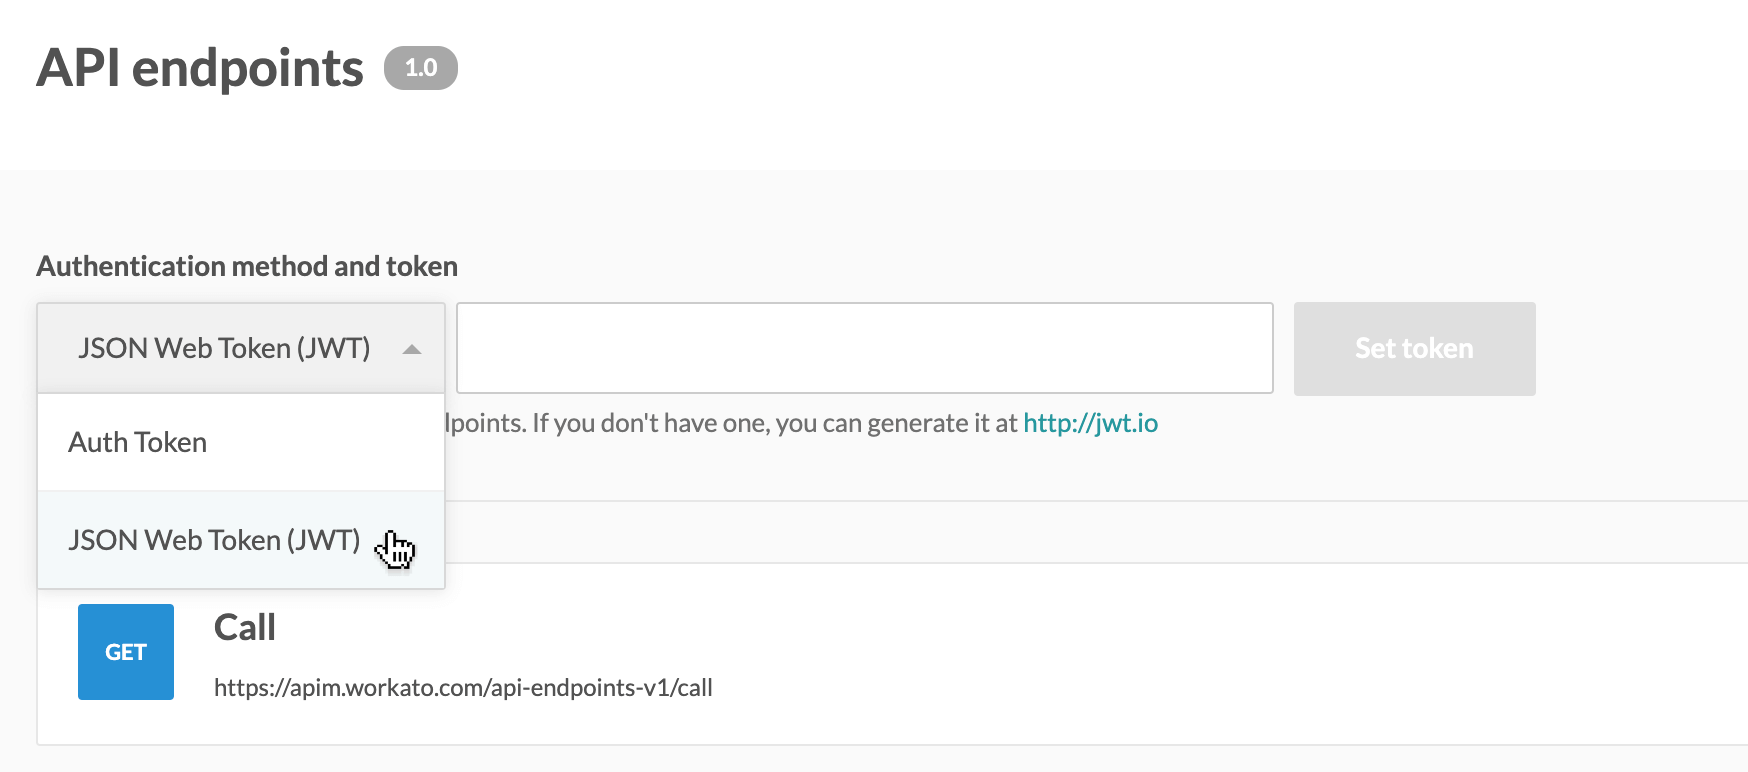 API endpoints 1.0
Authentication method and token
JSON Web Token (JWT)
Set token
points. If you don't have one, you can generate it at http://jwt.io
Auth Token
JSON Web Token (JWT)
GET
Call
https://apim.workato.com/api-endpoints-v1/call